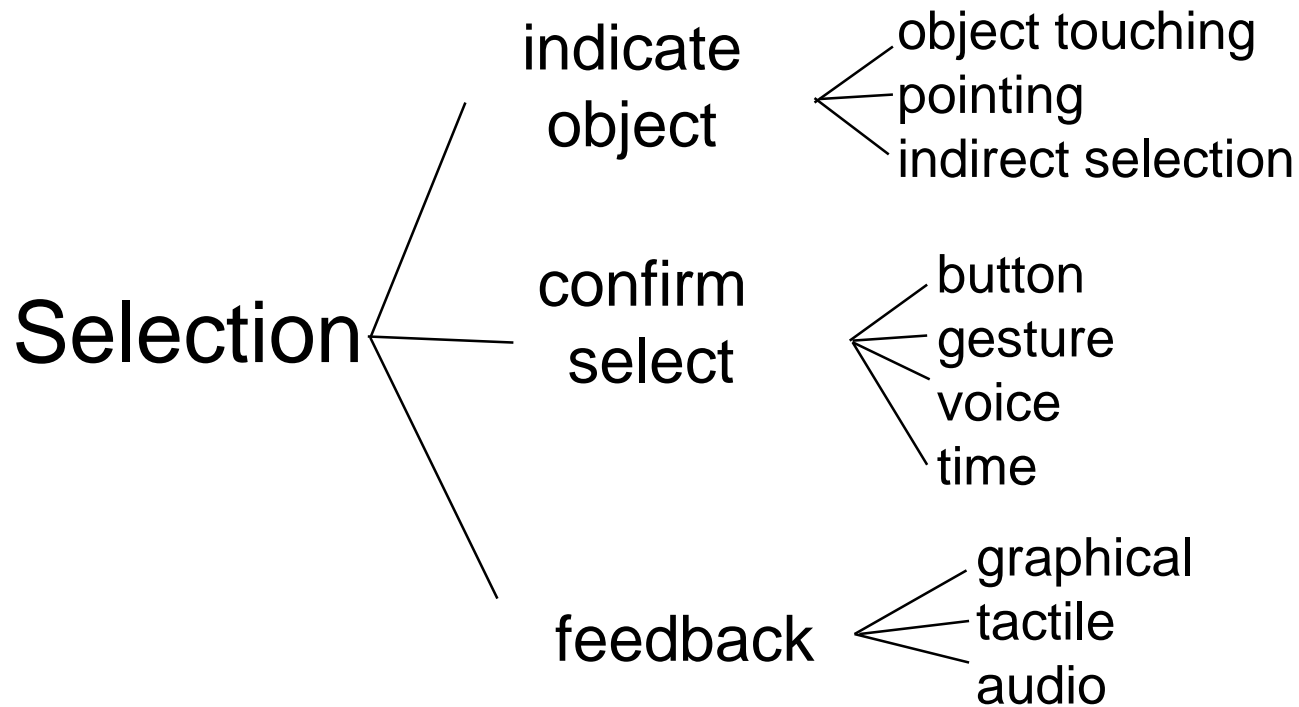 Selection
indicate
object
object touching
pointing
indirect selection
confirm
select
button
gesture
voice
time
feedback
graphical
tactile
audio